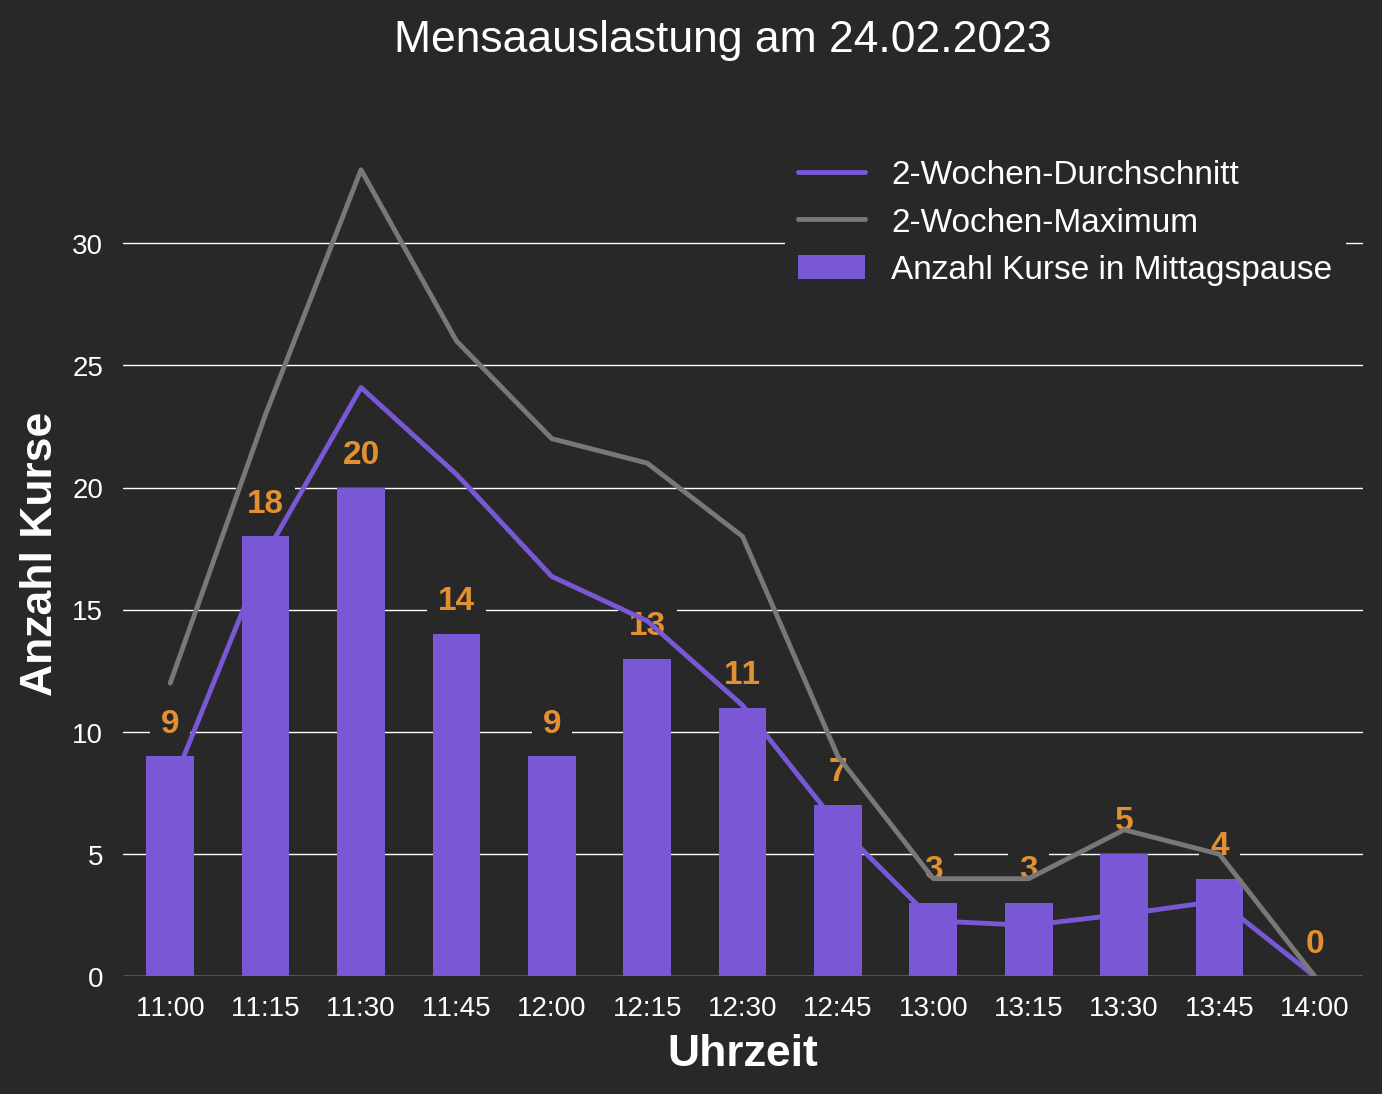 Mensaauslastung am 24.02.2023
2-Wochen-Durchschnitt
2-Wochen-Maximum
Anzahl Kurse in Mittagspause
Anzahl Kurse
30
25
20
15
10
5
0
9
18
20
14
9
13
11
7
3
3
5
4
0
11:00 11:15 11:30 11:45 12:00 12:15 12:30 12:45 13:00 13:15 13:30 13:45 14:00
Uhrzeit